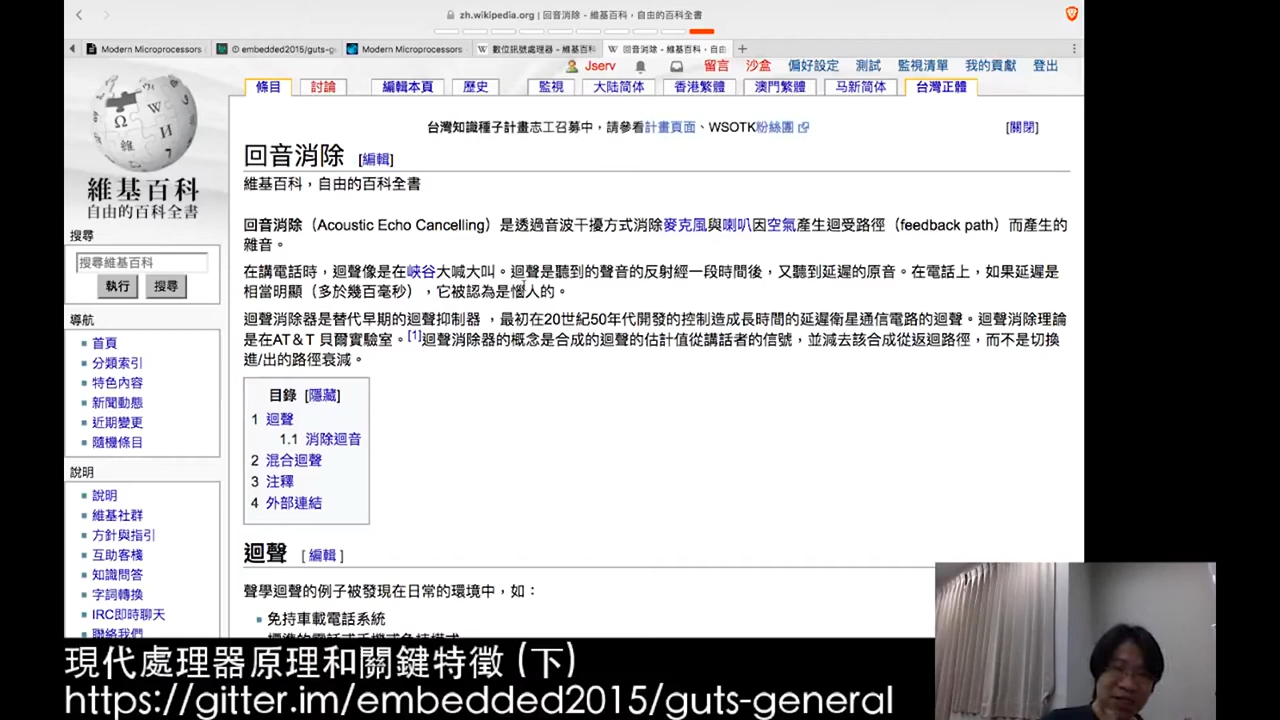 zh.wikipedia.org | 回音消除 - 維基百科，自由的百科全書
Modern Microprocessors
embedded2015/guts-g
Modern Microprocessors
數位訊號處理器 - 維基百科
回音消除 - 維基百科，自由
Jserv 留言 沙盒 偏好設定 測試 監視清單 我的貢獻 登出
條目 討論 編輯本頁 歷史 監視 大陆简体 香港繁體 澳門繁體 马新简体 台灣正體
台灣知識種子計畫志工召募中，請參看計畫頁面、WSOTK粉絲團
[關閉]
維基百科
自由的百科全書
回音消除 [編輯]
維基百科，自由的百科全書
回音消除（Acoustic Echo Cancelling）是透過音波干擾方式消除麥克風與喇叭因空氣產生迴受路徑（feedback path）而產生的
雜音。
在講電話時，迴聲像是在峽谷大喊大叫。迴聲是聽到的聲音的反射經一段時間後，又聽到延遲的原音。在電話上，如果延遲是
相當明顯（多於幾百毫秒），它被認為是惱人的。
迴聲消除器是替代早期的迴聲抑制器 ，最初在20世紀50年代開發的控制造成長時間的延遲衛星通信電路的迴聲。迴聲消除理論
是在AT＆T 貝爾實驗室。[1]迴聲消除器的概念是合成的迴聲的估計值從講話者的信號，並減去該合成從返迴路徑，而不是切換
進/出的路徑衰減。
目錄 [隱藏]
1 迴聲
1.1 消除迴音
2 混合迴聲
3 注釋
4 外部連結
迴聲 [編輯]
聲學迴聲的例子被發現在日常的環境中，如：
免持車載電話系統
標準的電話或手機或免持模式
搜尋
搜尋維基百科
執行 搜尋
導航
首頁
分類索引
特色內容
新聞動態
近期變更
隨機條目
說明
說明
維基社群
方針與指引
互助客棧
知識問答
字詞轉換
IRC即時聊天
聯絡我們
現代處理器原理和關鍵特徵 (下)
https://gitter.im/embedded2015/guts-general